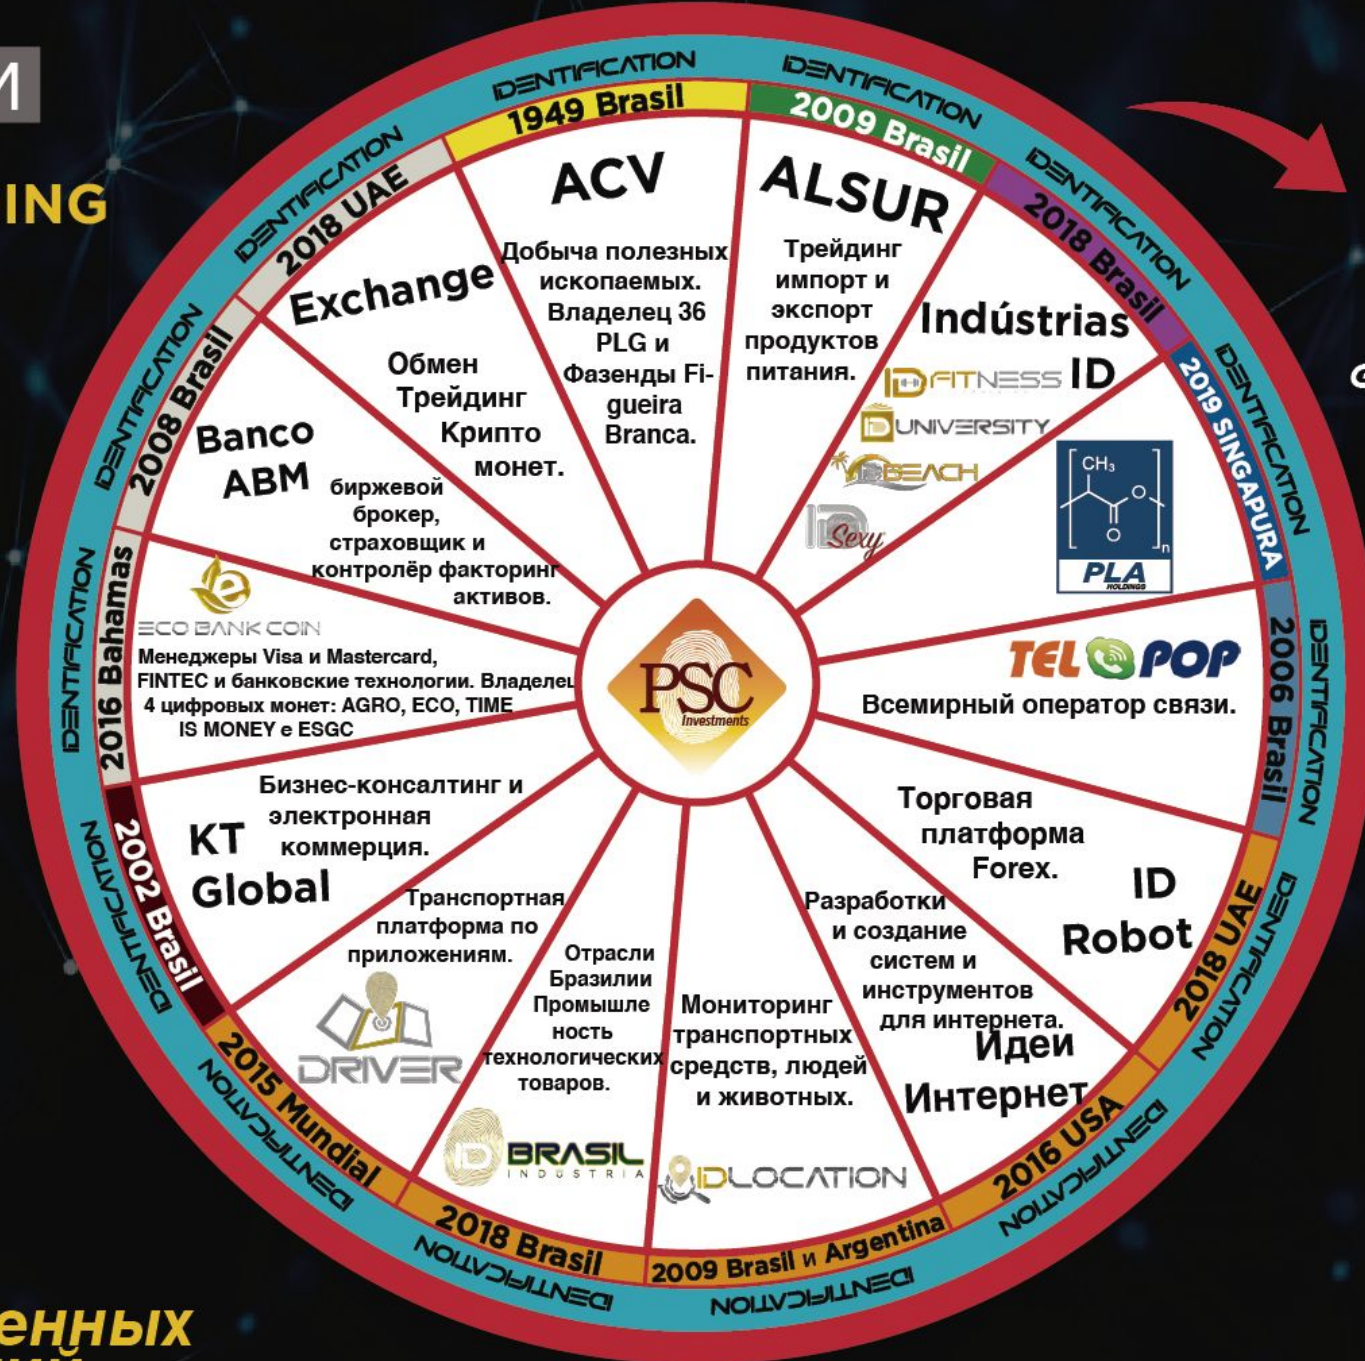 И
ING
IDENTIFICATION
1949 Brasil
ACV
Добыча полезных
ископаемых.
Владелец 36
PLG и
Фазенды Fi-
gueira
Branca.
IDENTIFICATION
2009 Brasil
ALSUR
Трейдинг
импорт и
экспорт
продуктов
питания.
IDENTIFICATION
2018 Brasil
Indústrias
ID
ID FITNESS
ID UNIVERSITY
ID BEACH
ID Sexy
IDENTIFICATION
2019 SINGAPURA
CH₃
O
O
n
PLA
HOLDINGS
IDENTIFICATION
2006 Brasil
TEL POP
Всемирный оператор связи.
IDENTIFICATION
2018 UAE
Торговая
платформа
Forex.
ID
Robot
IDENTIFICATION
2016 USA
Разработки
и создание
систем и
инструментов
для интернета.
Идеи
Интернет
IDENTIFICATION
2009 Brasil и Argentina
Мониторинг
транспортных
средств, людей
и животных.
IDLOCATION
IDENTIFICATION
2018 Brasil
Отрасли
Бразилии
Промышле
ность
технологических
товаров.
ID BRASIL
INDÚSTRIA
IDENTIFICATION
2015 Mundial
Транспортная
платформа по
приложениям.
DRIVER
IDENTIFICATION
2002 Brasil
Бизнес-консалтинг и
электронная
коммерция.
KT
Global
IDENTIFICATION
2016 Bahamas
e
ECO BANK COIN
Менеджеры Visa и Mastercard,
FINTEC и банковские технологии. Владелец
4 цифровых монет: AGRO, ECO, TIME
IS MONEY e ESGC
IDENTIFICATION
2008 Brasil
Banco
ABM
биржевой
брокер,
страховщик и
контролёр факторинг
активов.
IDENTIFICATION
2018 UAE
Exchange
Обмен
Трейдинг
Крипто
монет.
PSC
Investments
енных